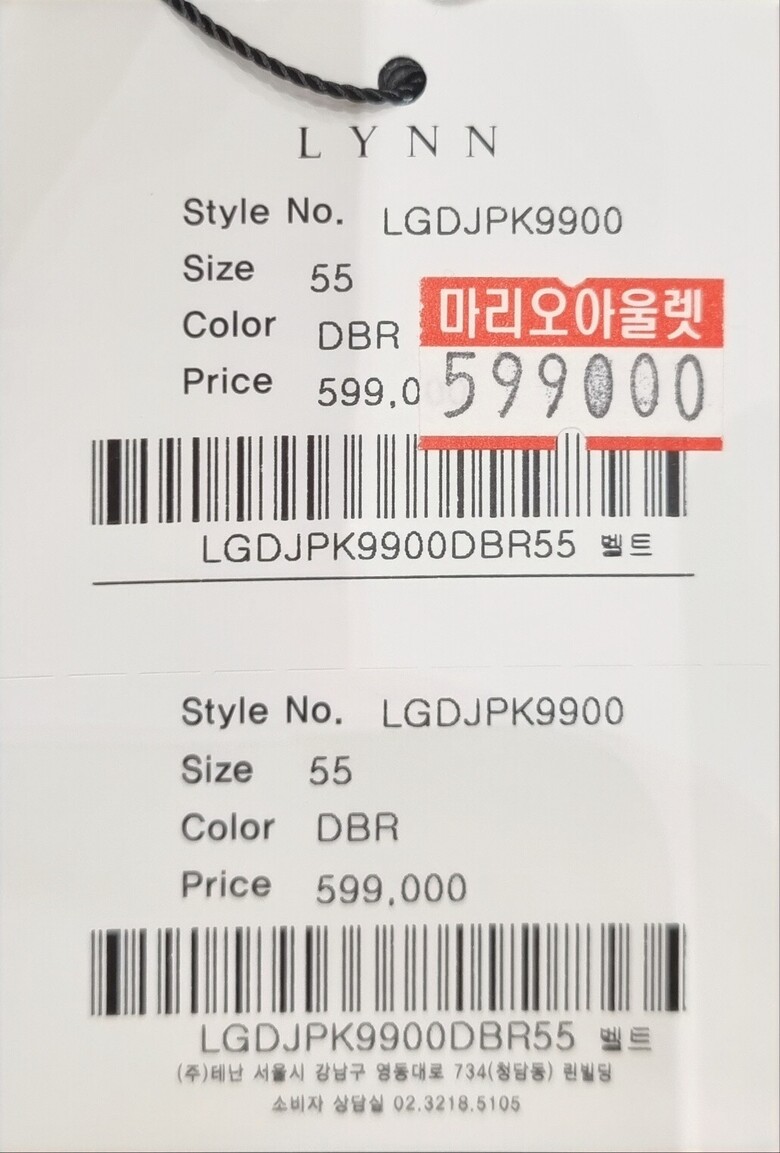 LYNN
Style No. LGDJPK9900
Size 55
마리오아울렛
Color DBR
599000
Price 599,0
LGDJPK9900DBR55 벨트
Style No. LGDJPK9900
Size 55
Color DBR
Price 599,000
LGDJPK9900DBR55 벨트
(주)테난 서울시 강남구 영동대로 734(청담동) 린빌딩
소비자 상담실 02.3218.5105